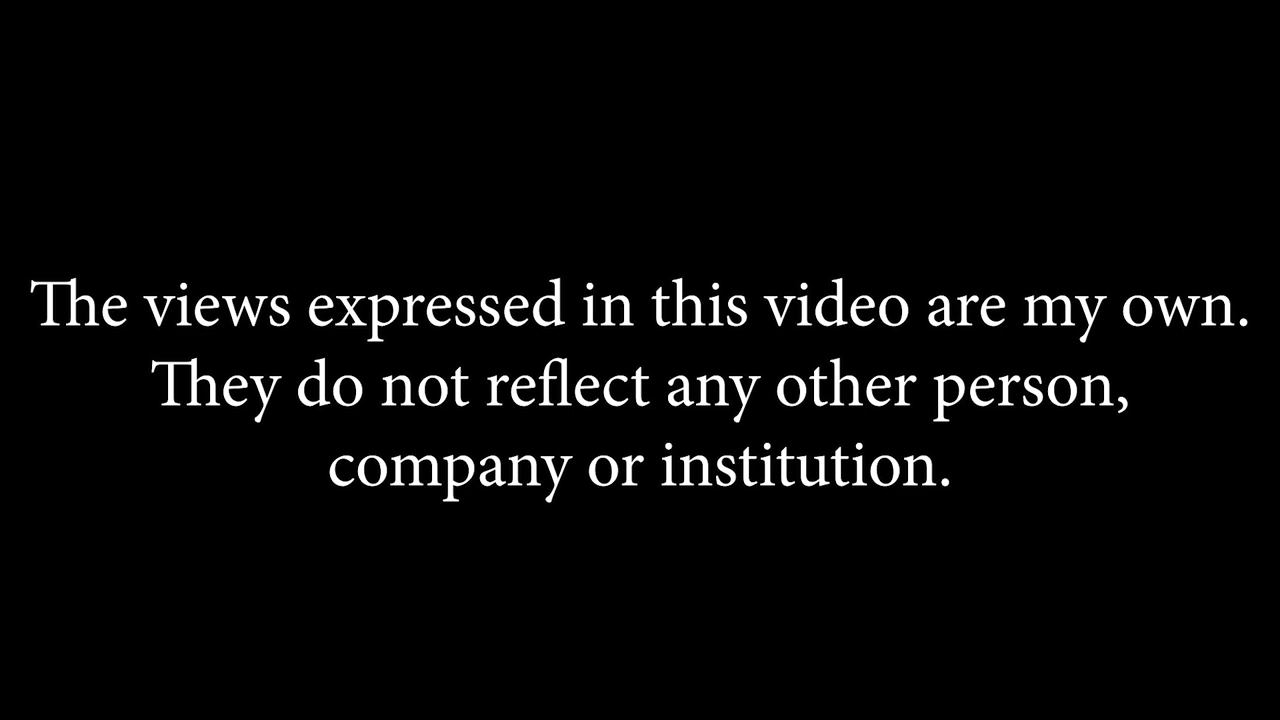 The views expressed in this video are my own.
They do not reflect any other person,
company or institution.